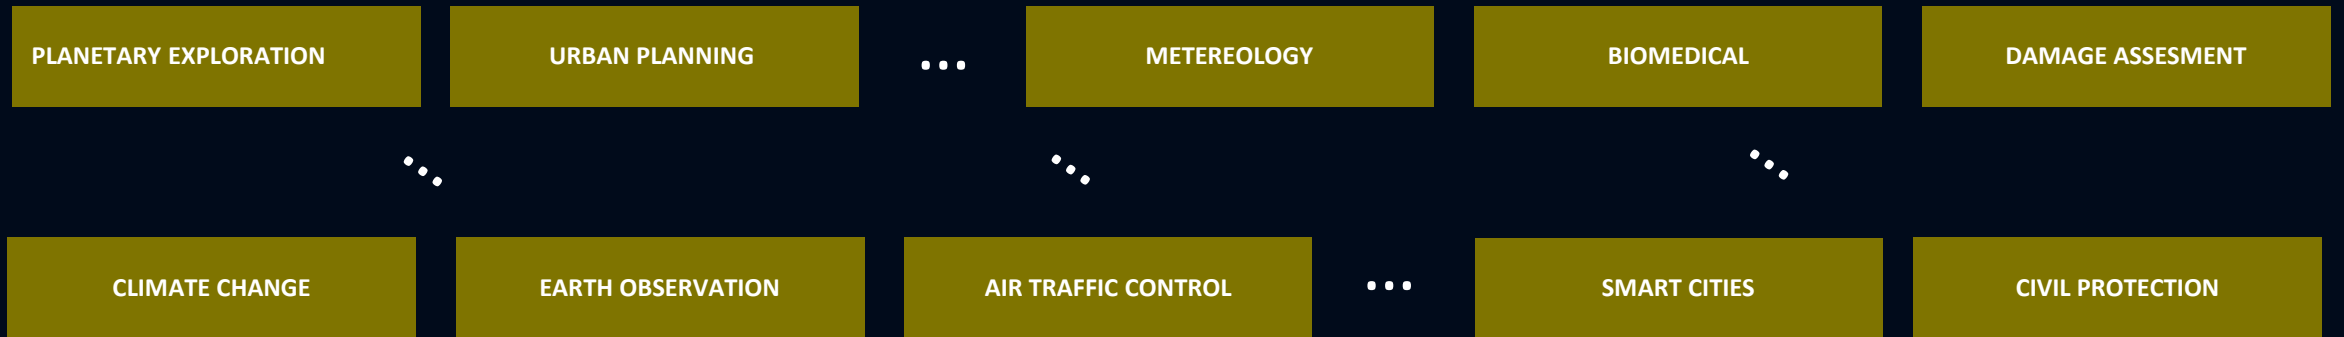 PLANETARY EXPLORATION
URBAN PLANNING
...
METEREOLOGY
BIOMEDICAL
DAMAGE ASSESMENT
...
...
...
CLIMATE CHANGE
EARTH OBSERVATION
AIR TRAFFIC CONTROL
...
SMART CITIES
CIVIL PROTECTION